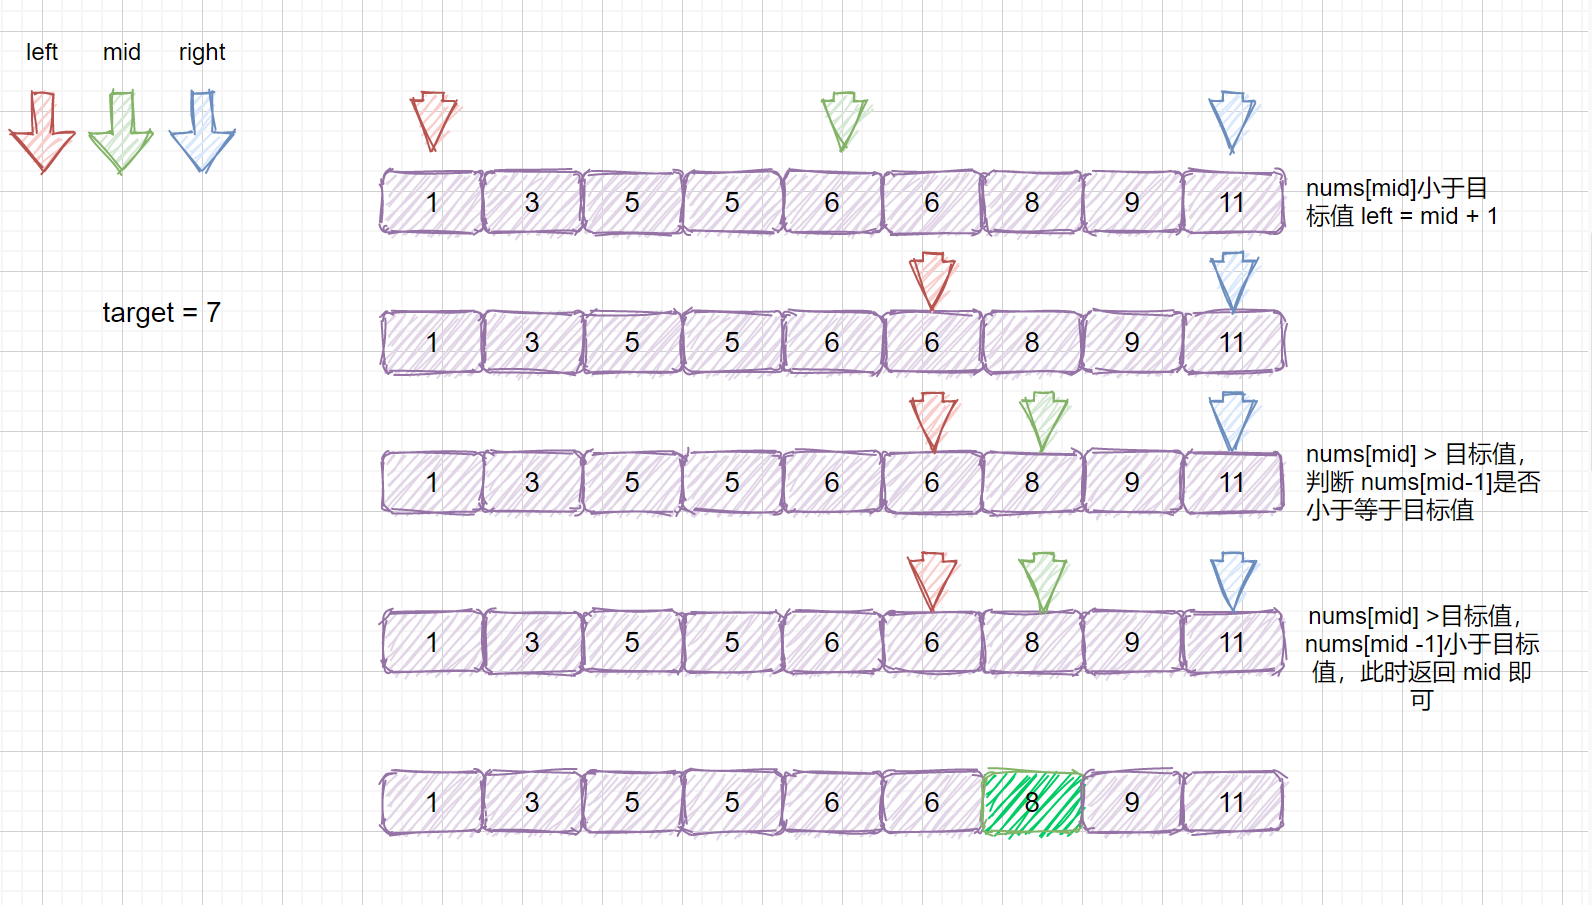 left mid right
1 3 5 5 6 6 8 9 11
nums[mid]小于目
标值 left = mid + 1
target = 7
1 3 5 5 6 6 8 9 11
1 3 5 5 6 6 8 9 11
nums[mid] > 目标值，
判断 nums[mid-1]是否
小于等于目标值
1 3 5 5 6 6 8 9 11
nums[mid] >目标值，
nums[mid -1]小于目标
值，此时返回 mid 即
可
1 3 5 5 6 6 8 9 11